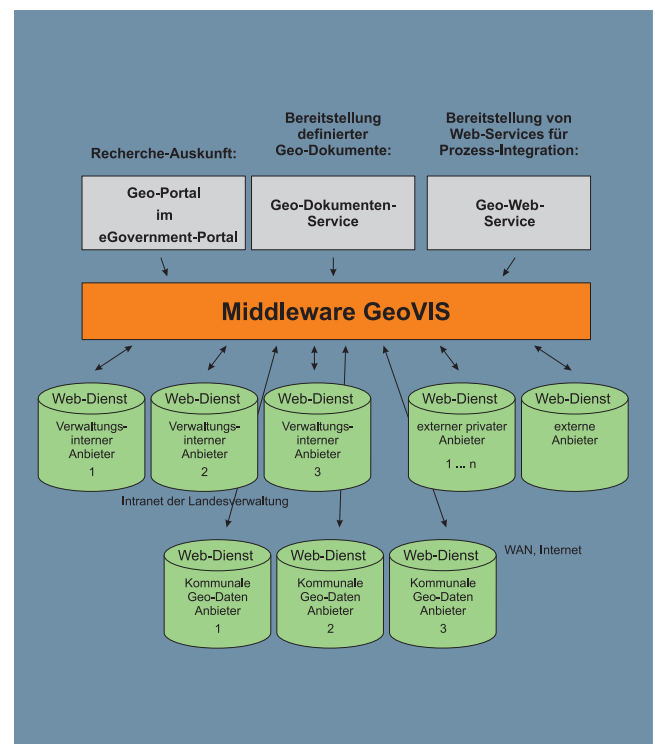 Recherche-Auskunft:
Bereitstellung
definierter
Geo-Dokumente:
Bereitstellung von
Web-Services für
Prozess-Integration:
Geo-Portal
im
eGovernment-Portal
Geo-Dokumenten-
Service
Geo-Web-
Service
Middleware GeoVIS
Web-Dienst
Verwaltungs-
interner
Anbieter
1
Web-Dienst
Verwaltungs-
interner
Anbieter
2
Web-Dienst
Verwaltungs-
interner
Anbieter
3
Web-Dienst
externer privater
Anbieter
1 ... n
Web-Dienst
externe
Anbieter
Intranet der Landesverwaltung
WAN, Internet
Web-Dienst
Kommunale
Geo-Daten
Anbieter
1
Web-Dienst
Kommunale
Geo-Daten
Anbieter
2
Web-Dienst
Kommunale
Geo-Daten
Anbieter
3